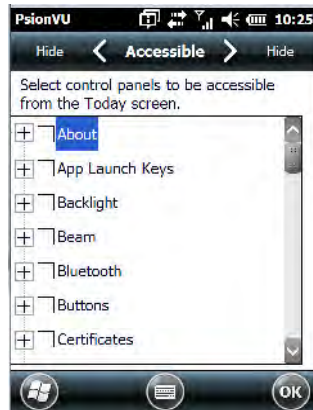 PsionVU 10:25
Hide Accessible Hide
Select control panels to be accessible
from the Today screen.
About
App Launch Keys
Backlight
Beam
Bluetooth
Buttons
Certificates
OK